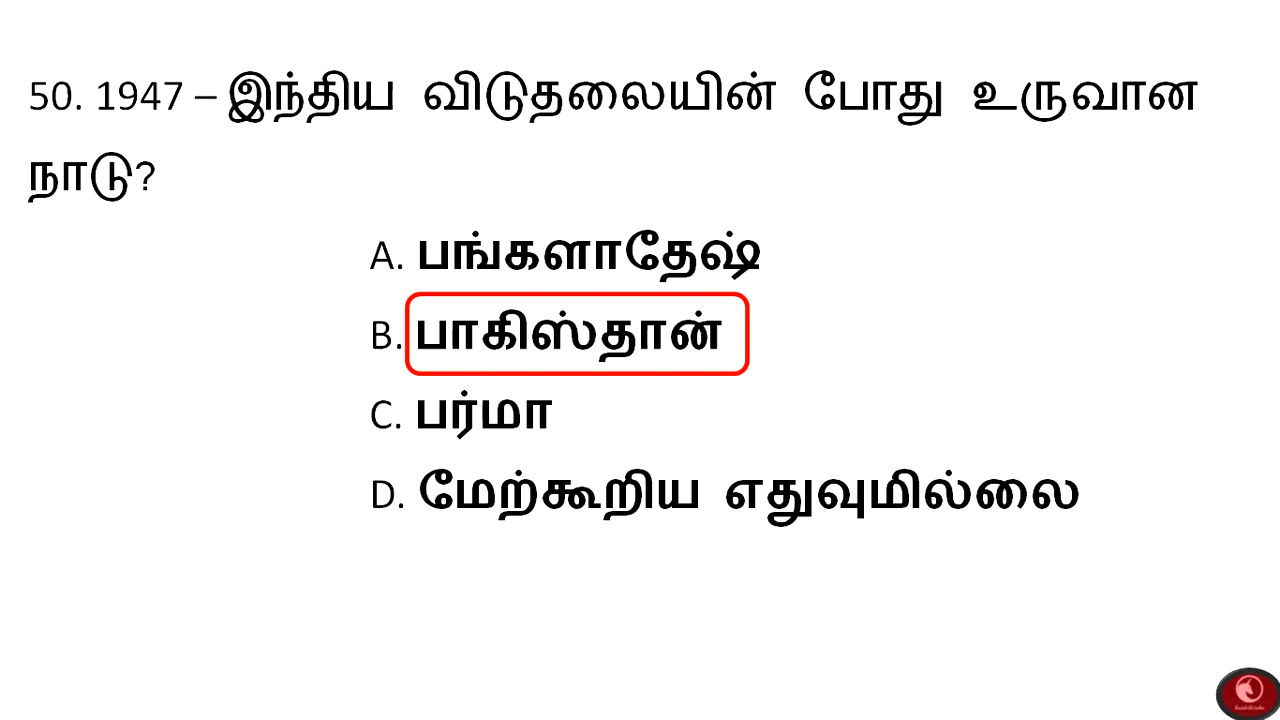 50. 1947 – இந்திய விடுதலையின் போது உருவான
நாடு?
A. பங்களாதேஷ்
B. பாகிஸ்தான்
C. பர்மா
D. மேற்கூறிய எதுவுமில்லை